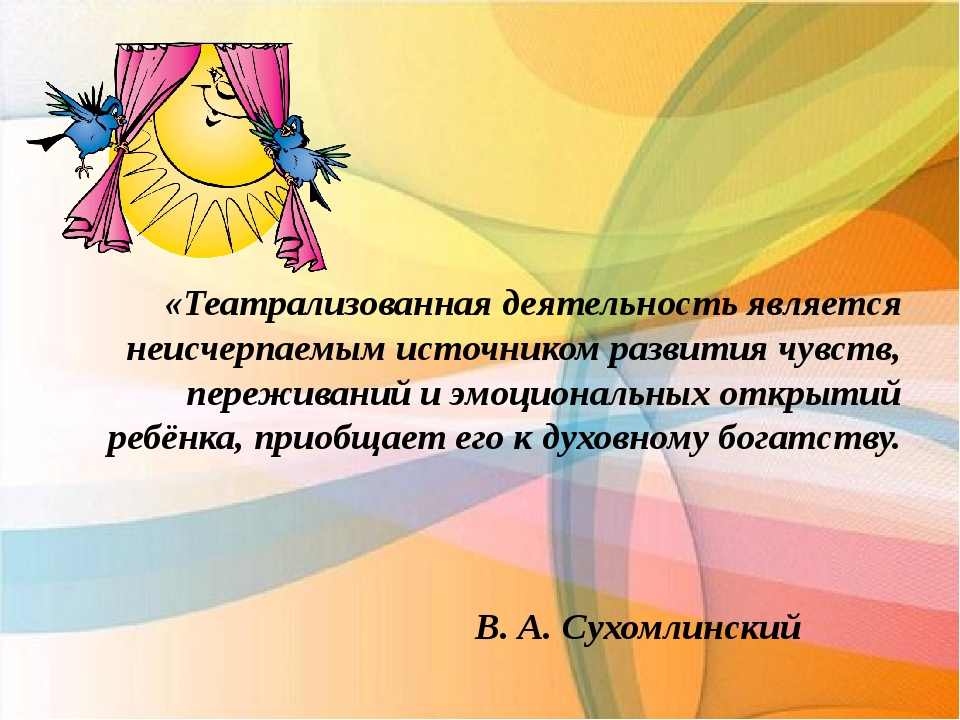 «Театрализованная деятельность является
неисчерпаемым источником развития чувств,
переживаний и эмоциональных открытий
ребёнка, приобщает его к духовному богатству.
В. А. Сухомлинский